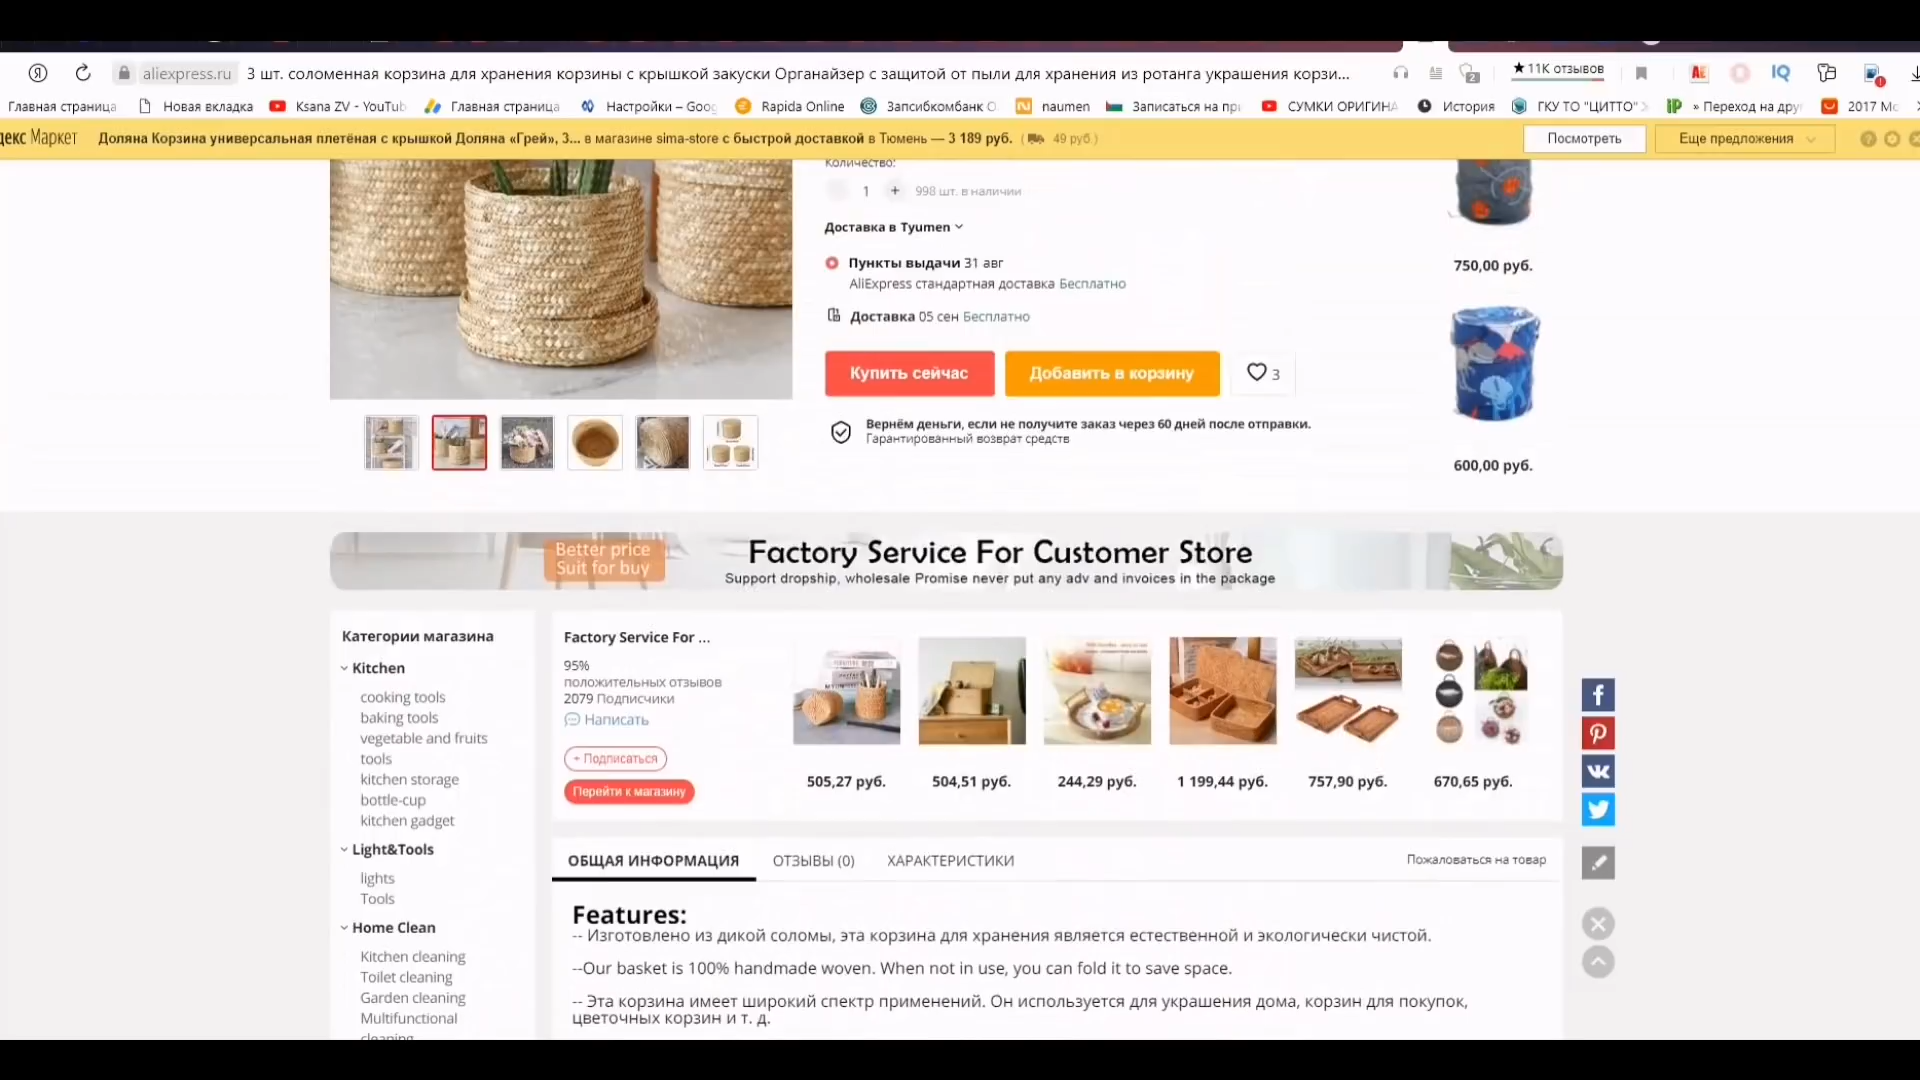 aliexpress.ru 3 шт. соломенная корзина для хранения корзины с крышкой закуски Органайзер с защитой от пыли для хранения из ротанга украшения корзи... 2 ★ 11K отзывов
Главная страница Новая вкладка Ksana ZV - YouTub Главная страница Настройки – Goog Rapida Online Запсибкомбанк О naumen Записаться на при СУМКИ ОРИГИНА История ГКУ ТО "ЦИТТО" » Переход на дру 2017 Мо
декс Маркет Доляна Корзина универсальная плетёная с крышкой Доляна «Грей», 3... в магазине sima-store с быстрой доставкой в Тюмень — 3 189 руб. ( 49 руб.) Посмотреть Еще предложения
Количество:
1 + 998 шт. в наличии
Доставка в Tyumen
Пункты выдачи 31 авг
AliExpress стандартная доставка Бесплатно
Доставка 05 сен Бесплатно
Купить сейчас Добавить в корзину 3
Вернём деньги, если не получите заказ через 60 дней после отправки.
Гарантированный возврат средств
750,00 руб.
600,00 руб.
Better price
Suit for buy
Factory Service For Customer Store
Support dropship, wholesale Promise never put any adv and invoices in the package
Категории магазина
Kitchen
cooking tools
baking tools
vegetable and fruits
tools
kitchen storage
bottle-cup
kitchen gadget
Light&Tools
lights
Tools
Home Clean
Kitchen cleaning
Toilet cleaning
Garden cleaning
Multifunctional
cleaning
Factory Service For ...
95%
положительных отзывов
2079 Подписчики
Написать
+ Подписаться
Перейти к магазину
505,27 руб. 504,51 руб. 244,29 руб. 1 199,44 руб. 757,90 руб. 670,65 руб.
ОБЩАЯ ИНФОРМАЦИЯ ОТЗЫВЫ (0) ХАРАКТЕРИСТИКИ Пожаловаться на товар
Features:
-- Изготовлено из дикой соломы, эта корзина для хранения является естественной и экологически чистой.
--Our basket is 100% handmade woven. When not in use, you can fold it to save space.
-- Эта корзина имеет широкий спектр применений. Он используется для украшения дома, корзин для покупок,
цветочных корзин и т. д.